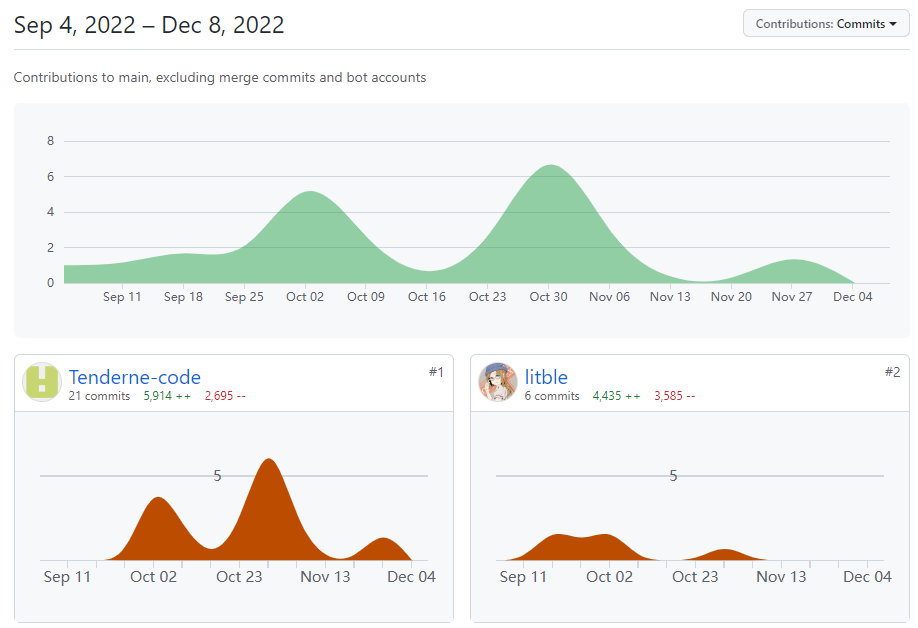 Sep 4, 2022 – Dec 8, 2022
Contributions: Commits
Contributions to main, excluding merge commits and bot accounts
8
6
4
2
0
Sep 11 Sep 18 Sep 25 Oct 02 Oct 09 Oct 16 Oct 23 Oct 30 Nov 06 Nov 13 Nov 20 Nov 27 Dec 04
Tenderne-code
#1
21 commits 5,914 ++ 2,695 --
5
Sep 11 Oct 02 Oct 23 Nov 13 Dec 04
litble
#2
6 commits 4,435 ++ 3,585 --
5
Sep 11 Oct 02 Oct 23 Nov 13 Dec 04